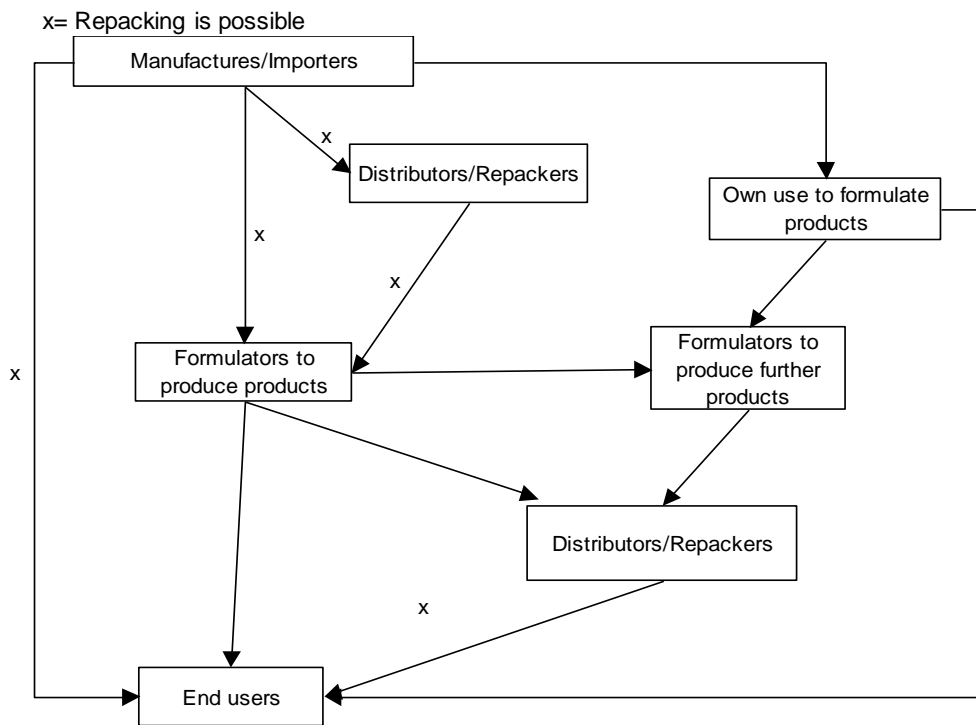 x= Repacking is possible
Manufactures/Importers
x
Distributors/Repackers
Own use to formulate
products
x
x
Formulators to
produce products
Formulators to
produce further
products
x
Distributors/Repackers
x
End users